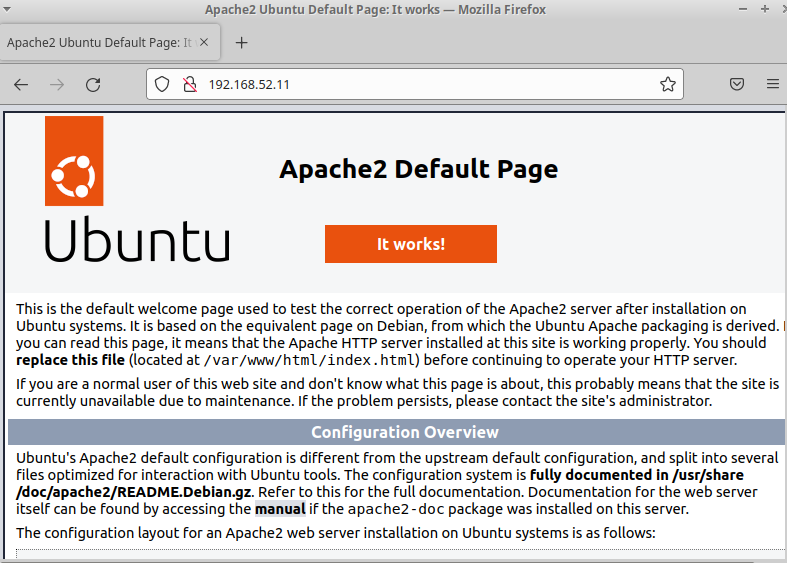 Apache2 Ubuntu Default Page: It works — Mozilla Firefox
Apache2 Ubuntu Default Page: It
192.168.52.11
Ubuntu
Apache2 Default Page
It works!
This is the default welcome page used to test the correct operation of the Apache2 server after installation on
Ubuntu systems. It is based on the equivalent page on Debian, from which the Ubuntu Apache packaging is derived.
you can read this page, it means that the Apache HTTP server installed at this site is working properly. You should
replace this file (located at /var/www/html/index.html) before continuing to operate your HTTP server.
If you are a normal user of this web site and don't know what this page is about, this probably means that the site is
currently unavailable due to maintenance. If the problem persists, please contact the site's administrator.
Configuration Overview
Ubuntu's Apache2 default configuration is different from the upstream default configuration, and split into several
files optimized for interaction with Ubuntu tools. The configuration system is fully documented in /usr/share
/doc/apache2/README.Debian.gz. Refer to this for the full documentation. Documentation for the web server
itself can be found by accessing the manual if the apache2-doc package was installed on this server.
The configuration layout for an Apache2 web server installation on Ubuntu systems is as follows: